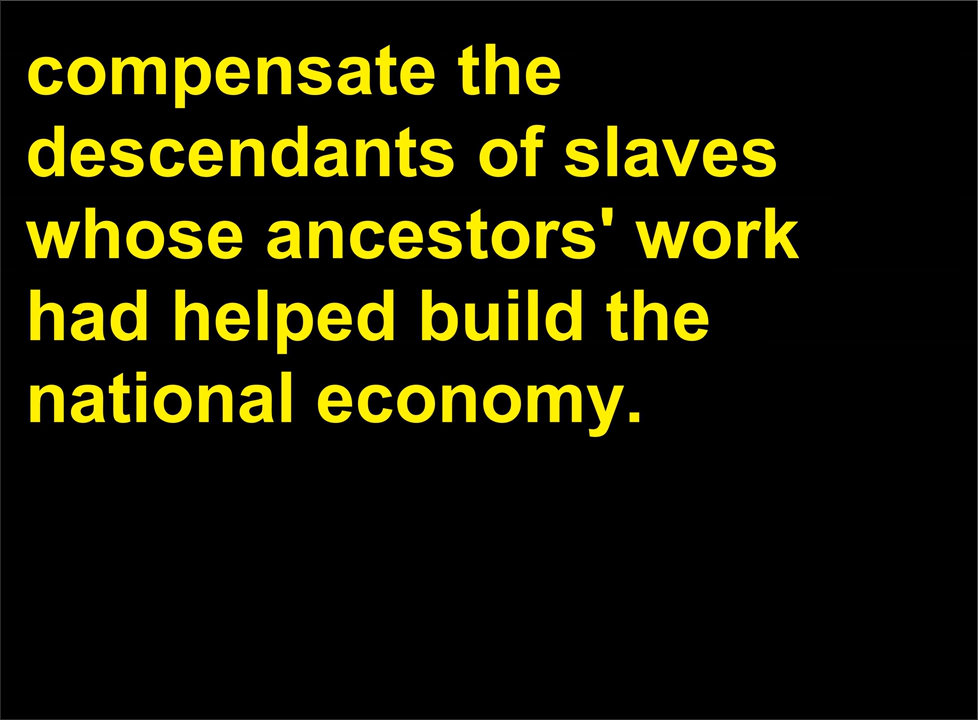 compensate the
descendants of slaves
whose ancestors' work
had helped build the
national economy.